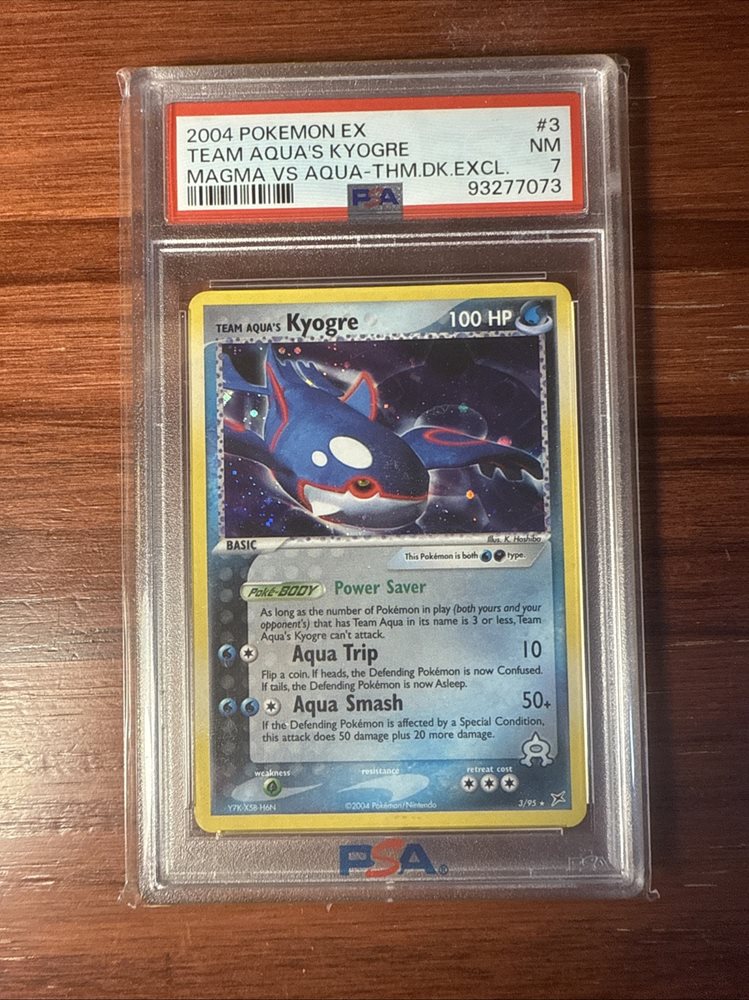 2004 POKEMON EX #3
TEAM AQUA'S KYOGRE NM
MAGMA VS AQUA-THM.DK.EXCL. 7
PSA 93277073
TEAM AQUA'S Kyogre 100 HP
Illus. K. Hoshiba
BASIC
This Pokémon is both type.
Poké-BODY Power Saver
As long as the number of Pokémon in play (both yours and your
opponent's) that has Team Aqua in its name is 3 or less, Team
Aqua's Kyogre can't attack.
Aqua Trip 10
Flip a coin. If heads, the Defending Pokémon is now Confused.
If tails, the Defending Pokémon is now Asleep.
Aqua Smash 50+
If the Defending Pokémon is affected by a Special Condition,
this attack does 50 damage plus 20 more damage.
weakness resistance retreat cost
Y7K-X5B-H6N ©2004 Pokémon/Nintendo 3/95 ★
PSA®